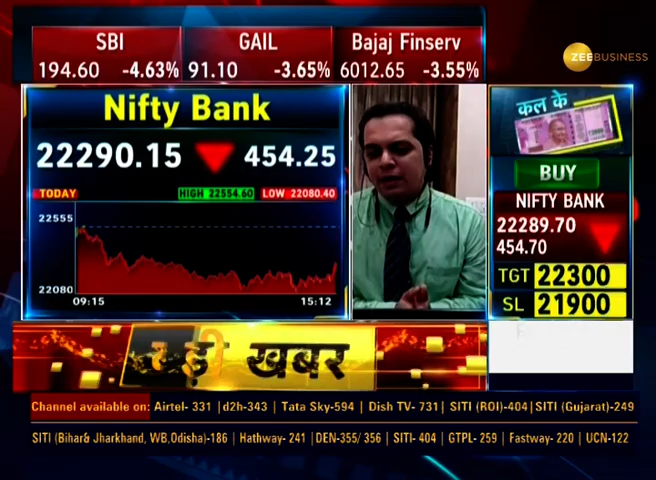 SBI
194.60 -4.63%
GAIL
91.10 -3.65%
Bajaj Finserv
6012.65 -3.55%
ZEEBUSINESS
Nifty Bank
22290.15 454.25
TODAY HIGH 22554.60 LOW 22080.40
22555
22080
09:15 15:12
कल के
BUY
NIFTY BANK
22289.70
454.70
TGT 22300
SL 21900
खबर
Channel available on: Airtel- 331 |d2h-343 | Tata Sky-594 | Dish TV- 731| SITI (ROI)-404|SITI (Gujarat)-249
SITI (Bihar& Jharkhand, WB,Odisha)-186 | Hathway- 241 |DEN-355/ 356 | SITI- 404 | GTPL- 259 | Fastway- 220 | UCN-122